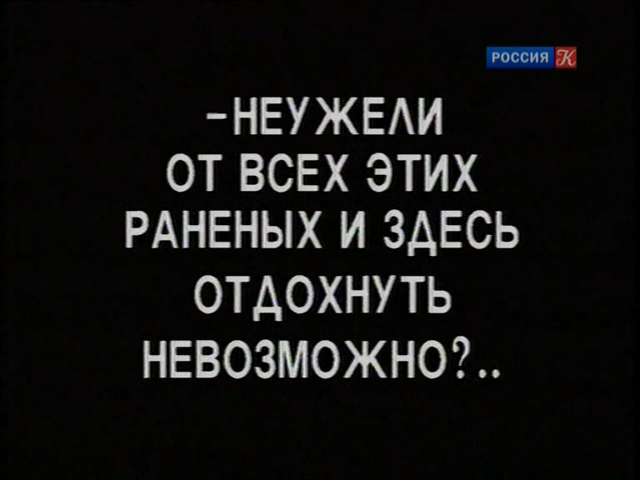 РОССИЯ К
-НЕУЖЕЛИ
ОТ ВСЕХ ЭТИХ
РАНЕНЫХ И ЗДЕСЬ
ОТДОХНУТЬ
НЕВОЗМОЖНО?..